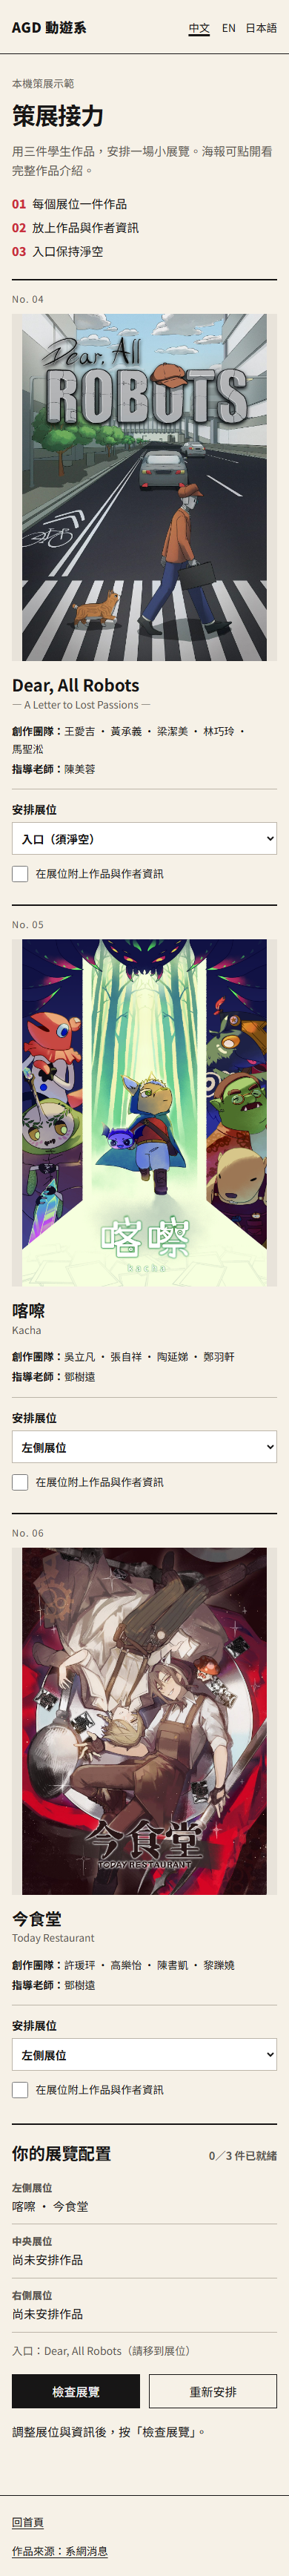 AGD 動遊系
中文 EN 日本語
本機策展示範
策展接力
用三件學生作品，安排一場小展覽。海報可點開看
完整作品介紹。
01 每個展位一件作品
02 放上作品與作者資訊
03 入口保持淨空
No. 04
Dear, All
ROBOTS
Dear, All Robots
— A Letter to Lost Passions —
創作團隊：王愛吉 · 黃承義 · 梁潔美 · 林巧玲 ·
馬聖淞
指導老師：陳美蓉
安排展位
入口（須淨空）
在展位附上作品與作者資訊
No. 05
喀嚓
kacha
喀嚓
Kacha
創作團隊：吳立凡 · 張自祥 · 陶延娣 · 鄭羽軒
指導老師：鄧樹遠
安排展位
左側展位
在展位附上作品與作者資訊
No. 06
今食堂
TODAY RESTAURANT
今食堂
Today Restaurant
創作團隊：許瑗玶 · 高樂怡 · 陳書凱 · 黎躒嬈
指導老師：鄧樹遠
安排展位
左側展位
在展位附上作品與作者資訊
你的展覽配置 0／3 件已就緒
左側展位
喀嚓 · 今食堂
中央展位
尚未安排作品
右側展位
尚未安排作品
入口：Dear, All Robots（請移到展位）
檢查展覽 重新安排
調整展位與資訊後，按「檢查展覽」。
回首頁
作品來源：系網消息